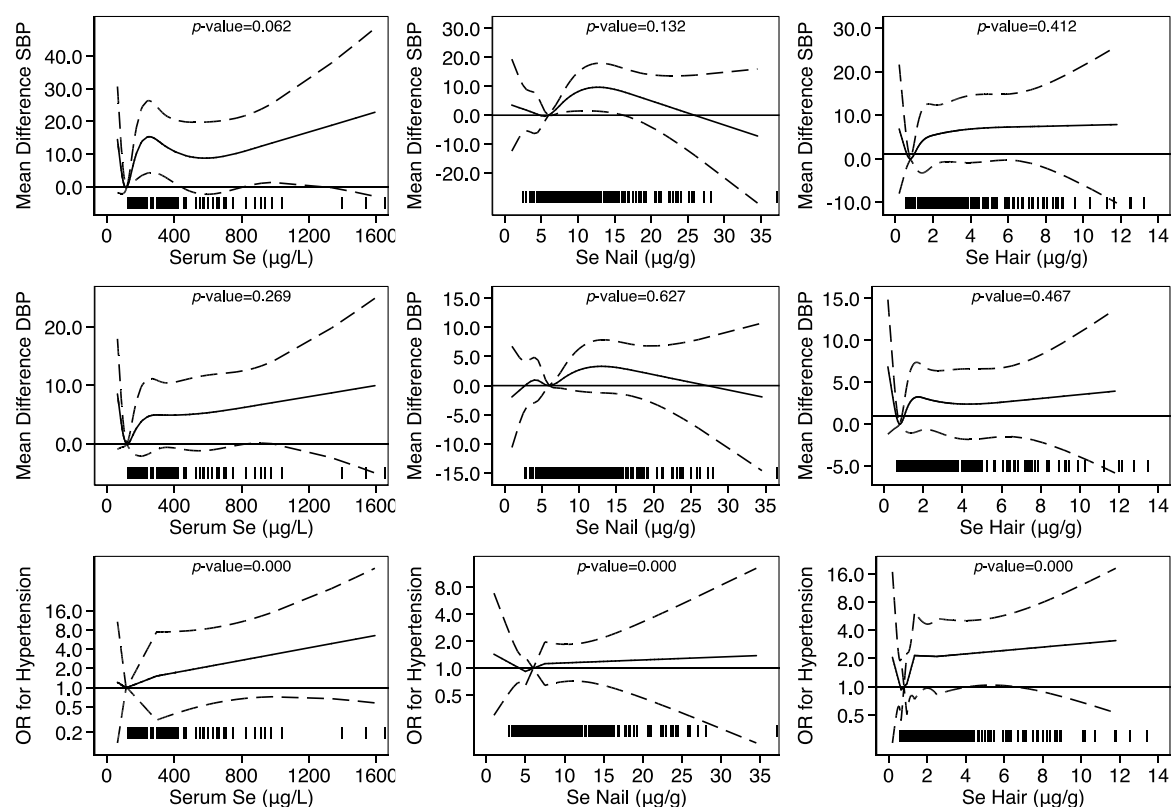 p-value=0.062
Mean Difference SBP
40.0
30.0
20.0
10.0
0.0
0 400 800 1200 1600
Serum Se (µg/L)
p-value=0.132
Mean Difference SBP
30.0
20.0
10.0
0.0
-10.0
-20.0
0 5 10 15 20 25 30 35
Se Nail (µg/g)
p-value=0.412
Mean Difference SBP
30.0
20.0
10.0
0.0
-10.0
0 2 4 6 8 10 12 14
Se Hair (µg/g)
p-value=0.269
Mean Difference DBP
20.0
10.0
0.0
0 400 800 1200 1600
Serum Se (µg/L)
p-value=0.627
Mean Difference DBP
15.0
10.0
5.0
0.0
-5.0
-10.0
-15.0
0 5 10 15 20 25 30 35
Se Nail (µg/g)
p-value=0.467
Mean Difference DBP
15.0
10.0
5.0
0.0
-5.0
0 2 4 6 8 10 12 14
Se Hair (µg/g)
p-value=0.000
OR for Hypertension
16.0
8.0
4.0
2.0
1.0
0.5
0.2
0 400 800 1200 1600
Serum Se (µg/L)
p-value=0.000
OR for Hypertension
8.0
4.0
2.0
1.0
0.5
0 5 10 15 20 25 30 35
Se Nail (µg/g)
p-value=0.000
OR for Hypertension
16.0
8.0
4.0
2.0
1.0
0.5
0 2 4 6 8 10 12 14
Se Hair (µg/g)